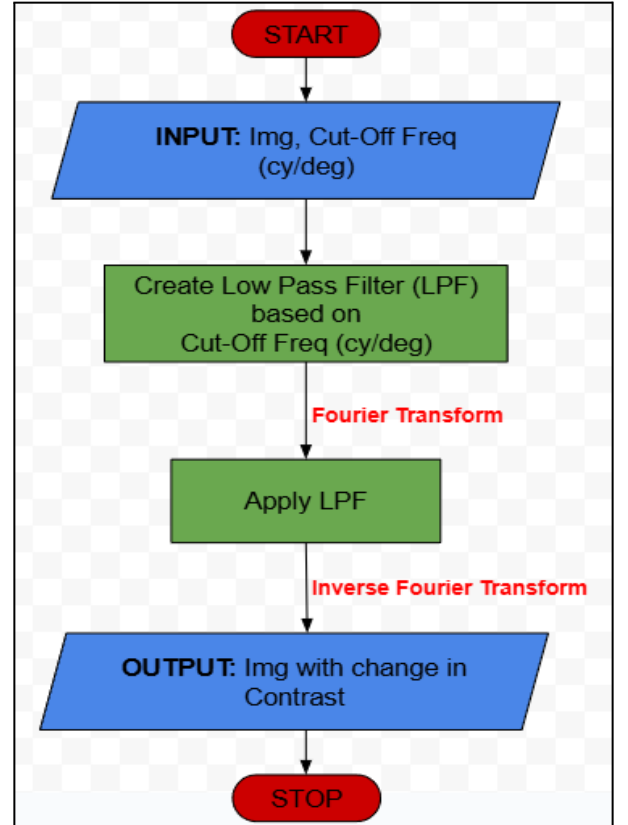 START
INPUT: Img, Cut-Off Freq
(cy/deg)
Create Low Pass Filter (LPF)
based on
Cut-Off Freq (cy/deg)
Fourier Transform
Apply LPF
Inverse Fourier Transform
OUTPUT: Img with change in
Contrast
STOP